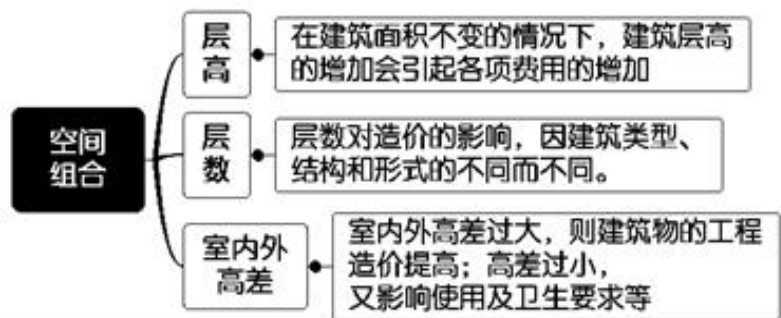 空间
组合
层
高
在建筑面积不变的情况下，建筑层高
的增加会引起各项费用的增加
层
数
层数对造价的影响，因建筑类型、
结构和形式的不同而不同。
室内外
高差
室内外高差过大，则建筑物的工程
造价提高；高差过小，
又影响使用及卫生要求等